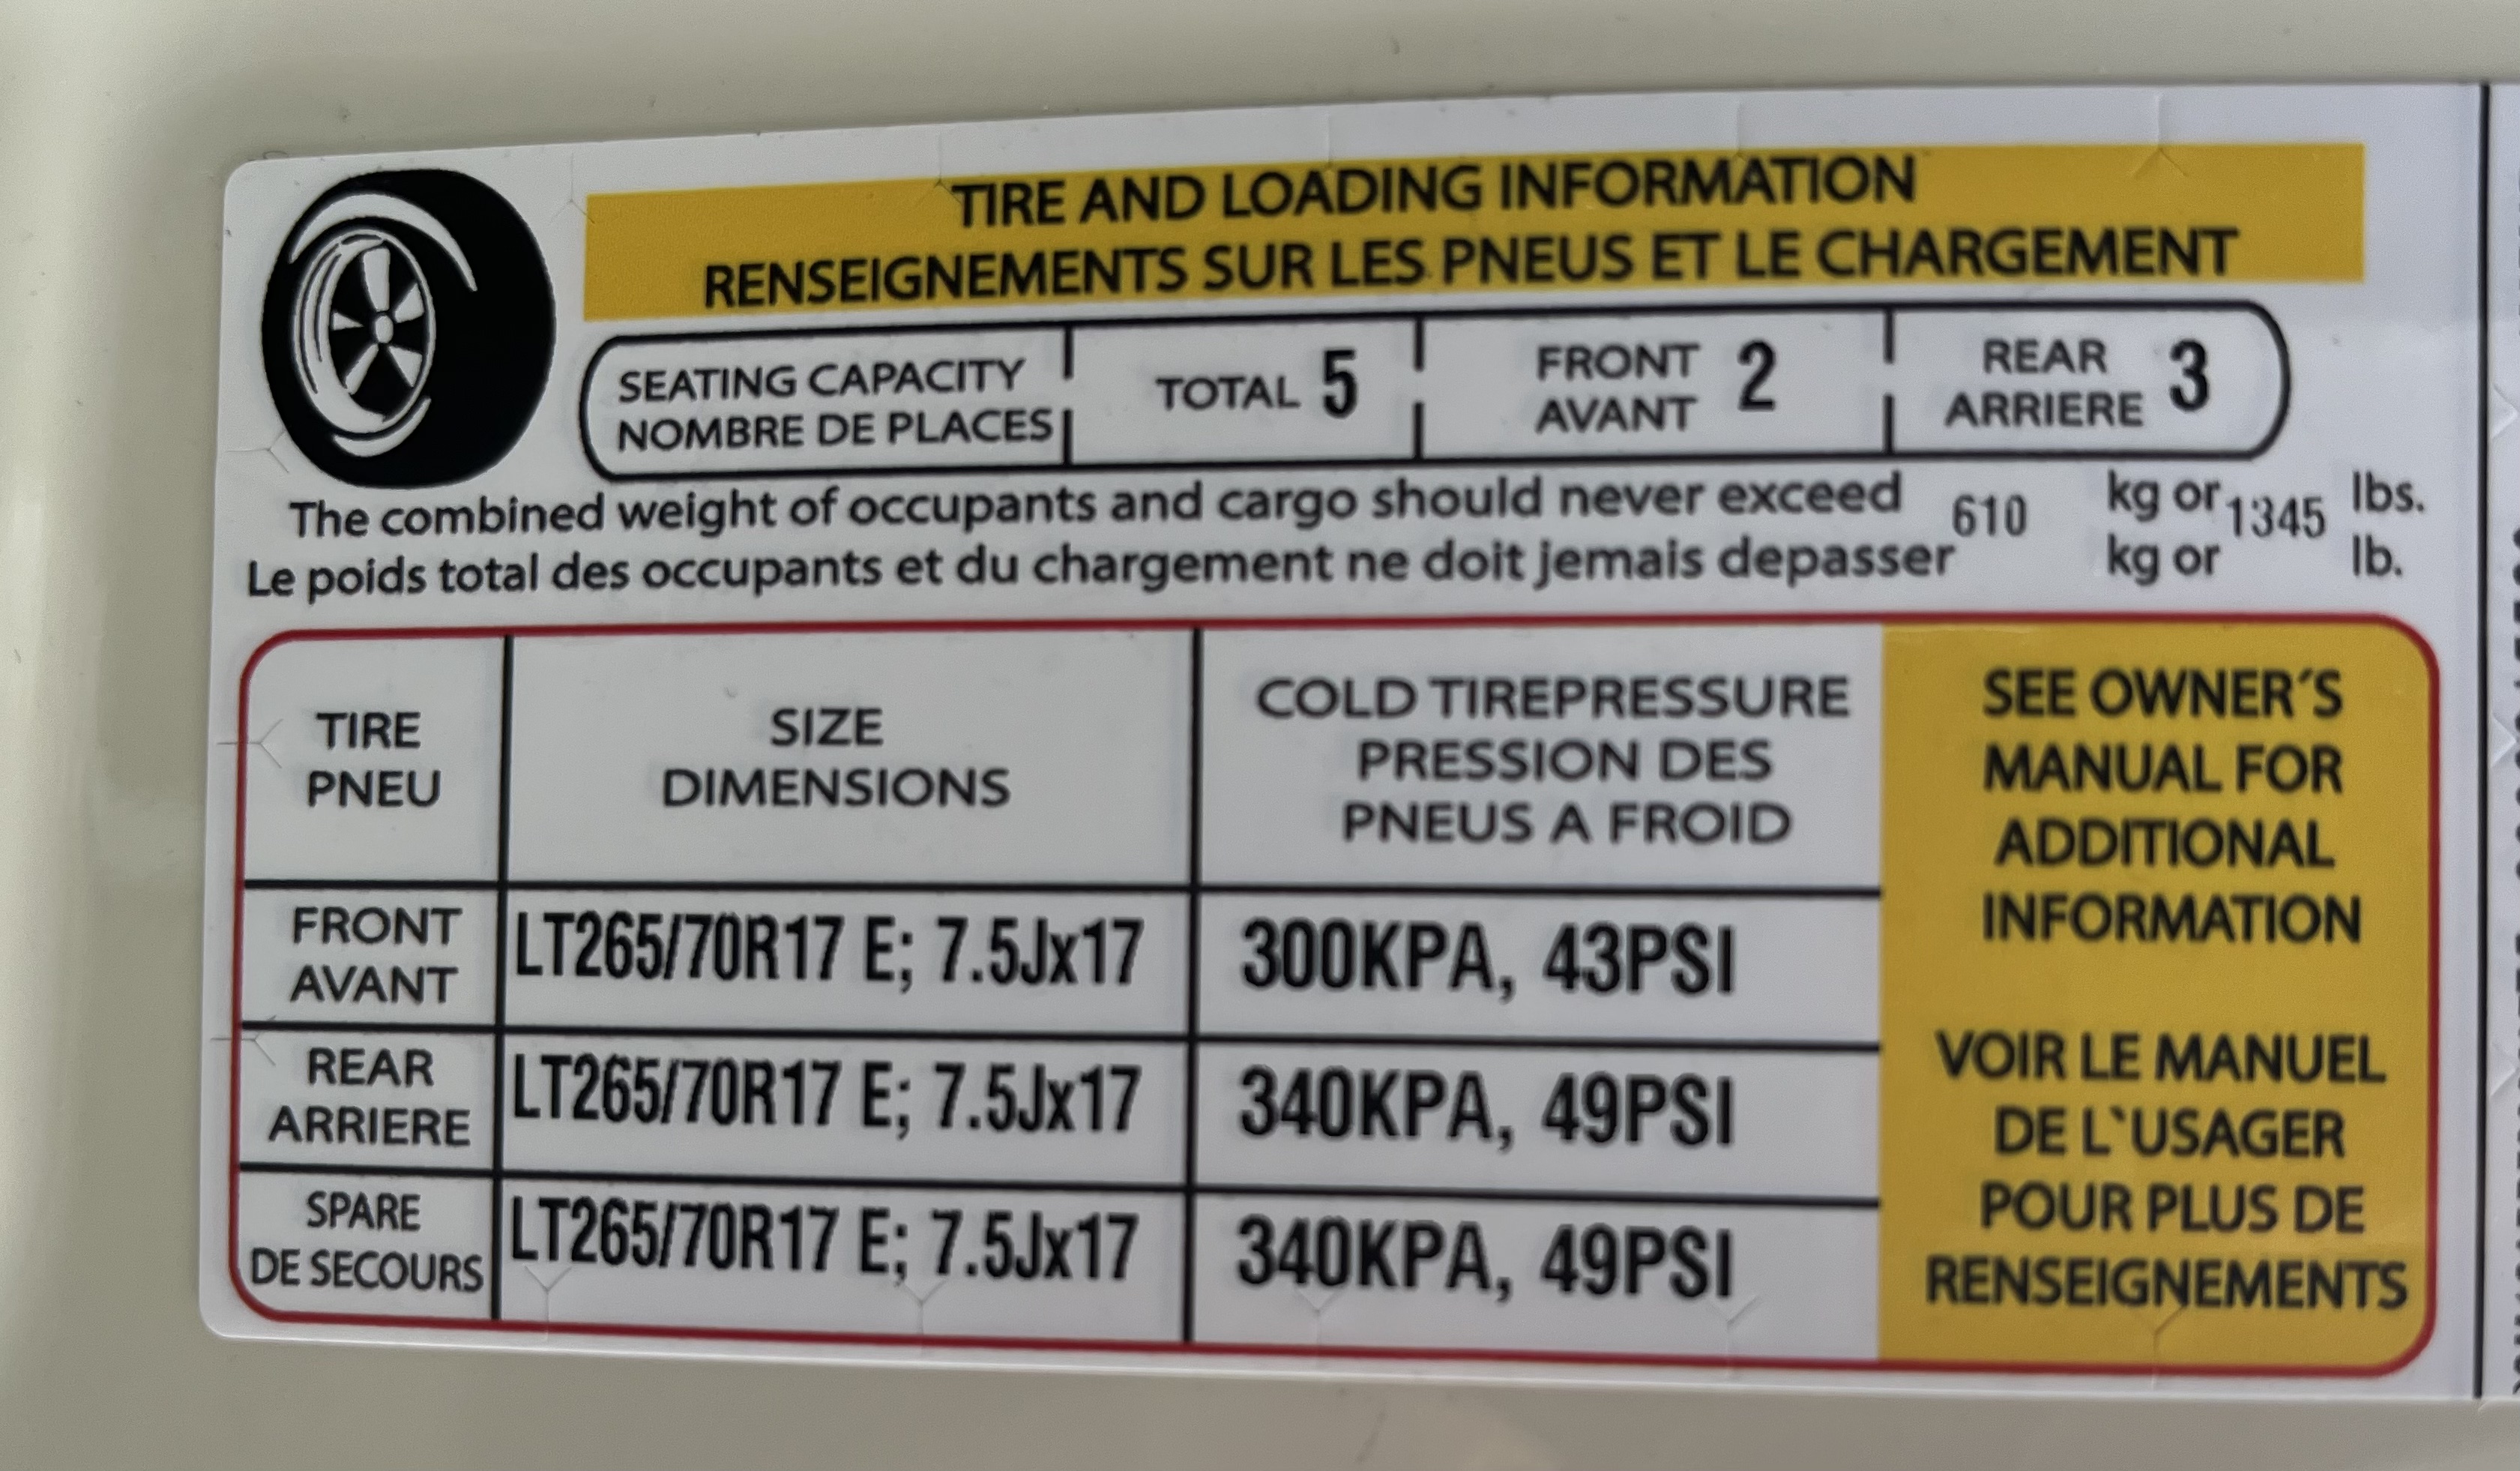 TIRE AND LOADING INFORMATION
RENSEIGNEMENTS SUR LES PNEUS ET LE CHARGEMENT
SEATING CAPACITY
NOMBRE DE PLACES
TOTAL 5
FRONT
AVANT
2
REAR
ARRIERE
3
The combined weight of occupants and cargo should never exceed 610 kg or 1345 lbs.
Le poids total des occupants et du chargement ne doit jemais depasser kg or lb.
TIRE
PNEU
SIZE
DIMENSIONS
COLD TIREPRESSURE
PRESSION DES
PNEUS A FROID
FRONT
AVANT
LT265/70R17 E; 7.5Jx17
300KPA, 43PSI
REAR
ARRIERE
LT265/70R17 E; 7.5Jx17
340KPA, 49PSI
SPARE
DE SECOURS
LT265/70R17 E; 7.5Jx17
340KPA, 49PSI
SEE OWNER´S
MANUAL FOR
ADDITIONAL
INFORMATION
VOIR LE MANUEL
DE L`USAGER
POUR PLUS DE
RENSEIGNEMENTS